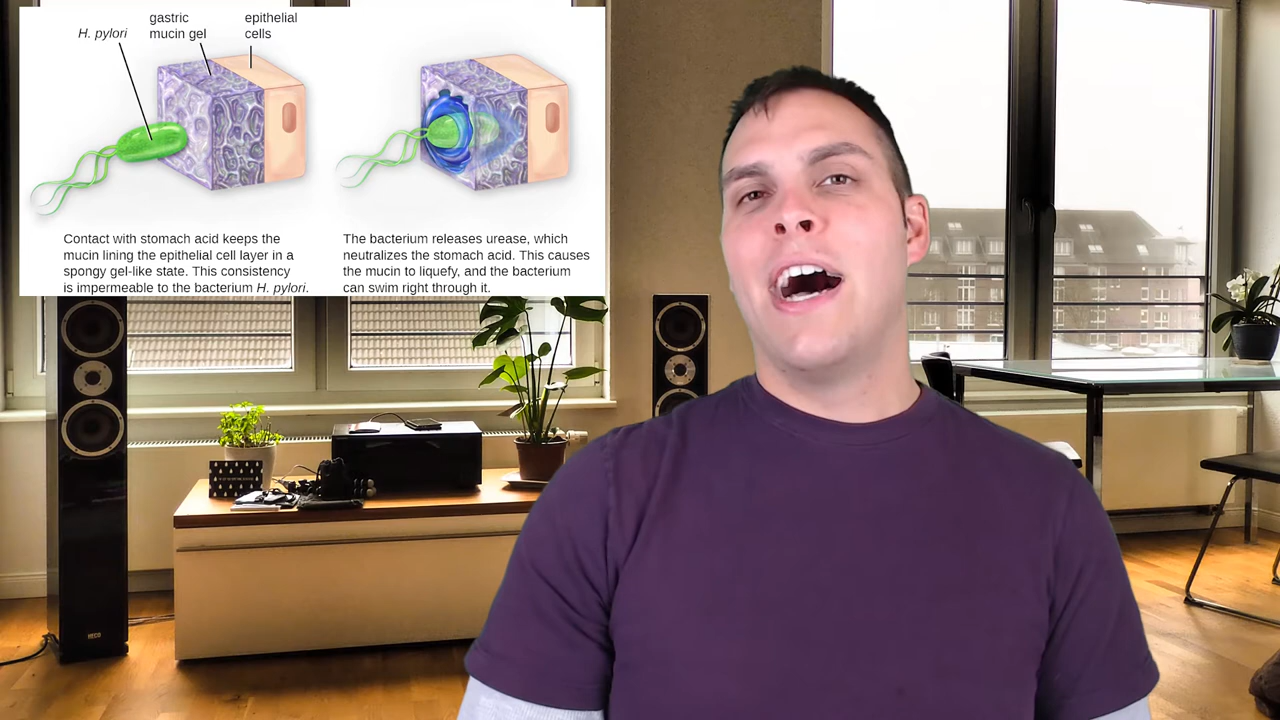 H. pylori
gastric
mucin gel
epithelial
cells
Contact with stomach acid keeps the
mucin lining the epithelial cell layer in a
spongy gel-like state. This consistency
is impermeable to the bacterium H. pylori.
The bacterium releases urease, which
neutralizes the stomach acid. This causes
the mucin to liquefy, and the bacterium
can swim right through it.
HECO